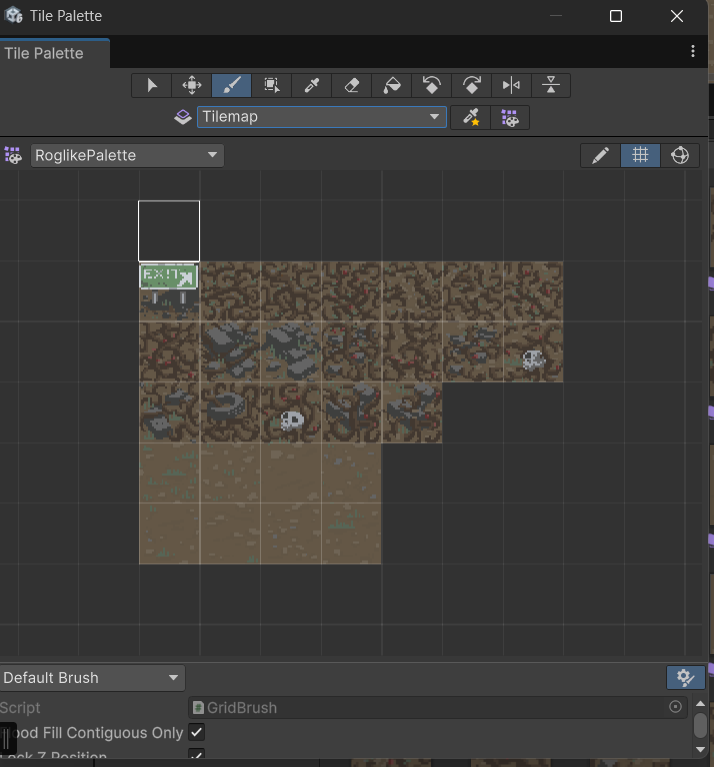 Tile Palette
Tile Palette
Tilemap
RoglikePalette
EXIT
Default Brush
Script
GridBrush
ood Fill Contiguous Only
ock Z Position